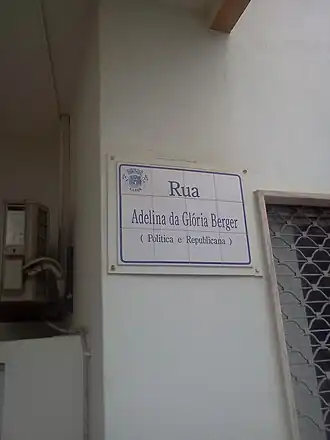 Rua
Adelina da Glória Berger
( Política e Republicana )